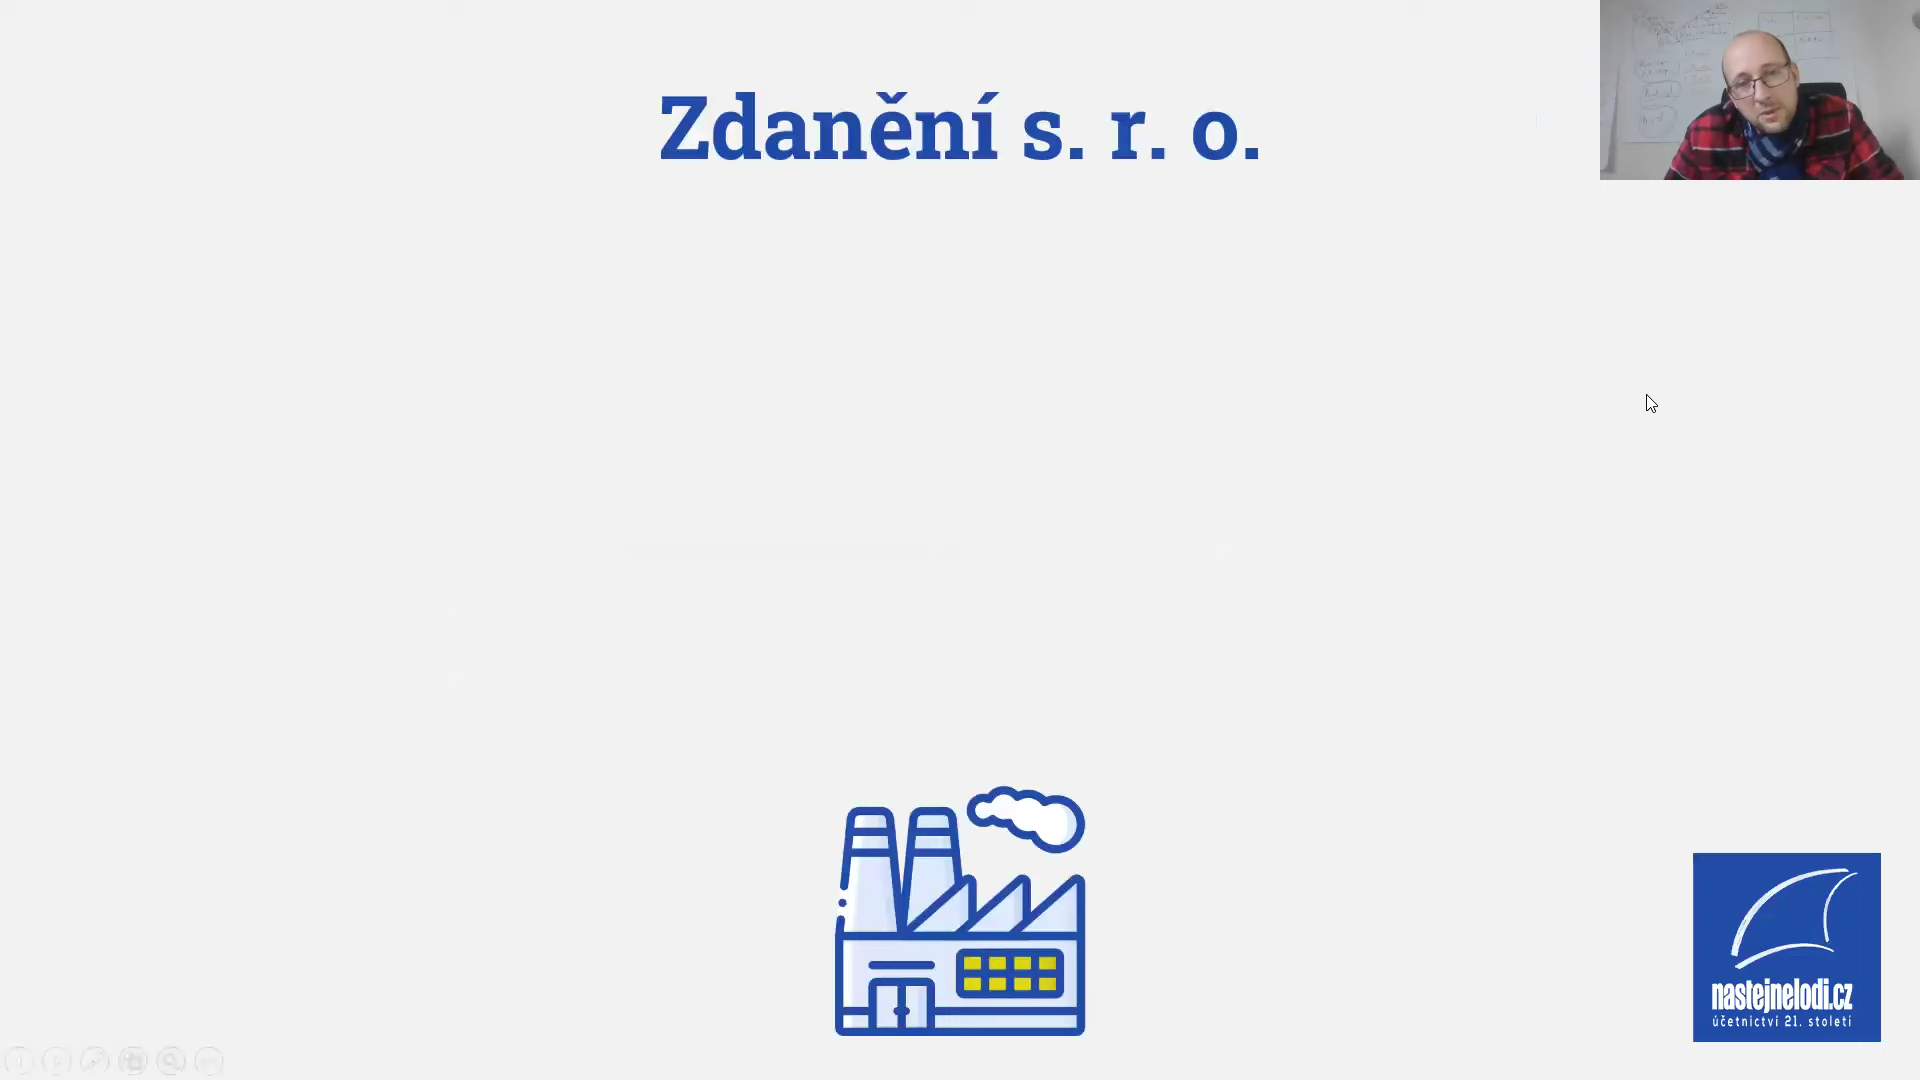 Zdanění s. r. o.
nastejnelodi.cz
účetnictví 21. století